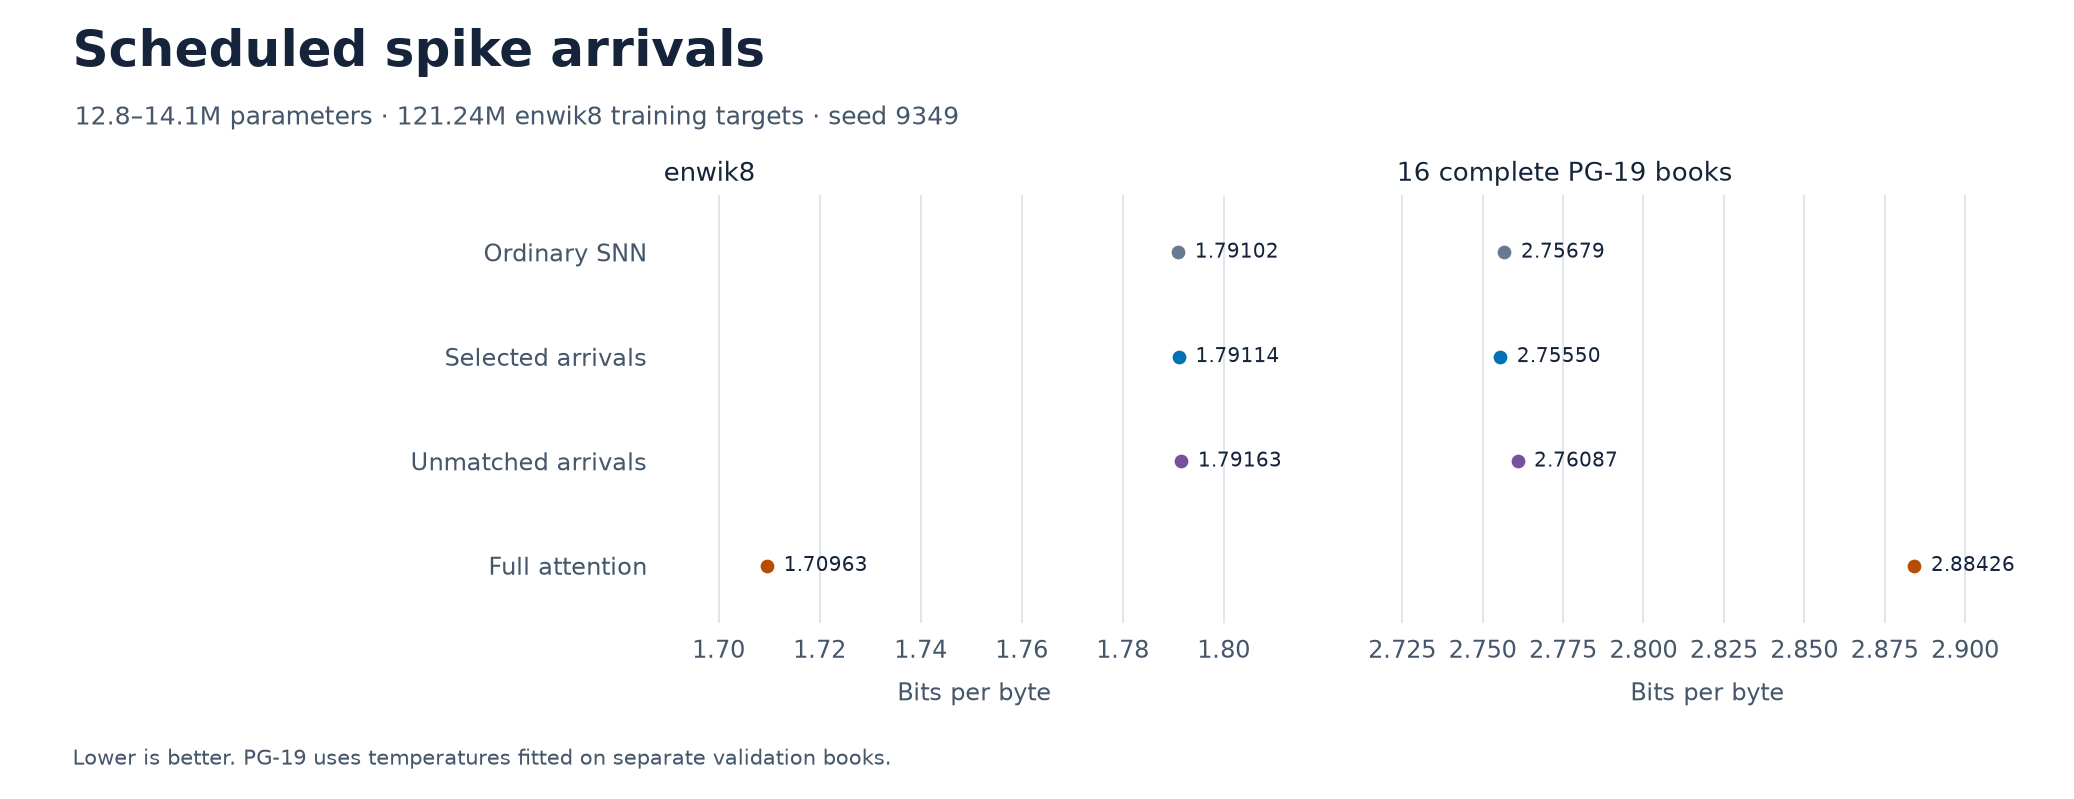 Scheduled spike arrivals
12.8–14.1M parameters · 121.24M enwik8 training targets · seed 9349
enwik8
16 complete PG-19 books
Ordinary SNN
1.79102
2.75679
Selected arrivals
1.79114
2.75550
Unmatched arrivals
1.79163
2.76087
Full attention
1.70963
2.88426
1.70 1.72 1.74 1.76 1.78 1.80
2.725 2.750 2.775 2.800 2.825 2.850 2.875 2.900
Bits per byte
Bits per byte
Lower is better. PG-19 uses temperatures fitted on separate validation books.